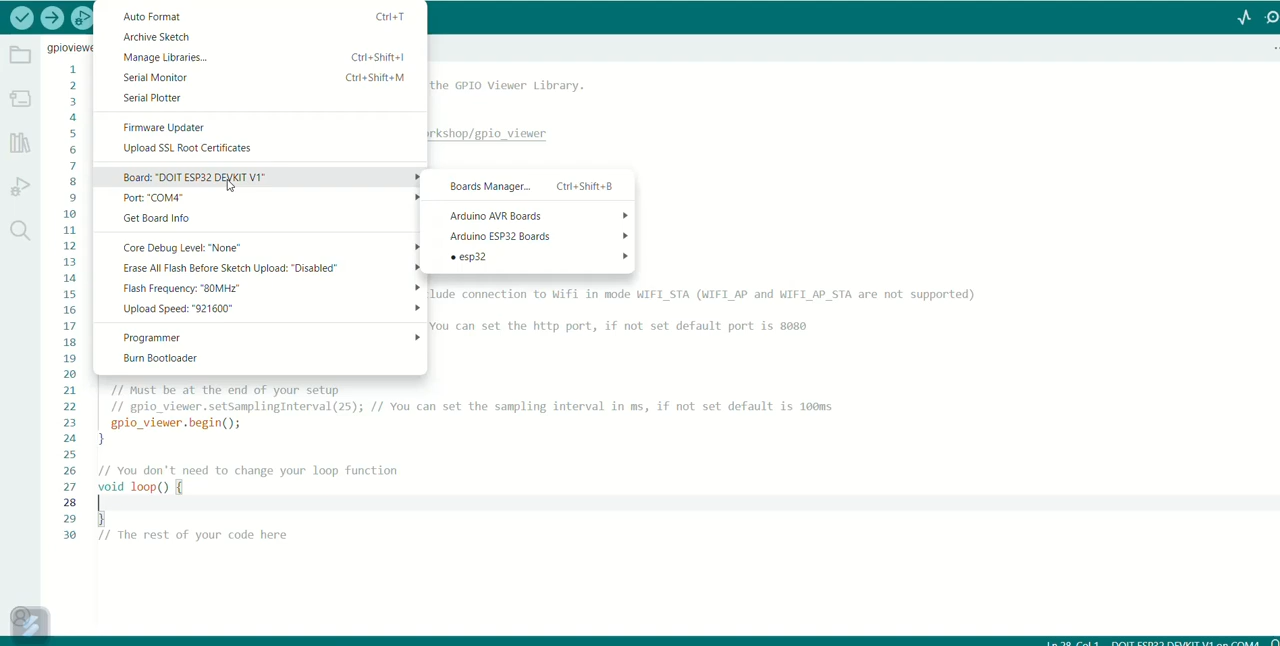 Auto Format Ctrl+T
Archive Sketch
Manage Libraries... Ctrl+Shift+I
Serial Monitor Ctrl+Shift+M
Serial Plotter
Firmware Updater
Upload SSL Root Certificates
Board: "DOIT ESP32 DEVKIT V1"
Port: "COM4"
Get Board Info
Core Debug Level: "None"
Erase All Flash Before Sketch Upload: "Disabled"
Flash Frequency: "80MHz"
Upload Speed: "921600"
Programmer
Burn Bootloader
Boards Manager... Ctrl+Shift+B
Arduino AVR Boards
Arduino ESP32 Boards
esp32
gpioviewe
1
2 the GPIO Viewer Library.
3
4
5 orkshop/gpio_viewer
6
7
8
9
10
11
12
13
14
15 lude connection to Wifi in mode WIFI_STA (WIFI_AP and WIFI_AP_STA are not supported)
16
17 You can set the http port, if not set default port is 8080
18
19
20
21 // Must be at the end of your setup
22 // gpio_viewer.setSamplingInterval(25); // You can set the sampling interval in ms, if not set default is 100ms
23 gpio_viewer.begin();
24 }
25
26 // You don't need to change your loop function
27 void loop() {
28
29 }
30 // The rest of your code here
Ln 28, Col 1 DOIT ESP32 DEVKIT V1 on COM4